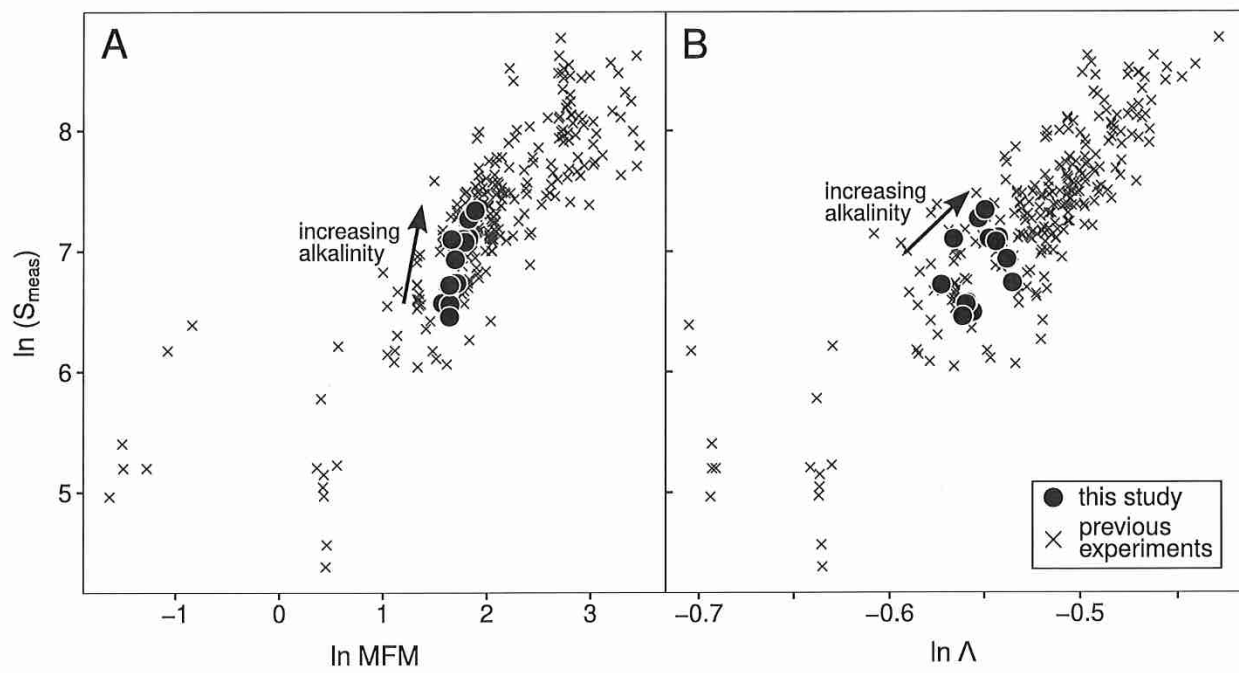 A
B
8
7
6
5
ln (Smeas)
increasing
alkalinity
increasing
alkalinity
this study
previous
experiments
−1 0 1 2 3
−0.7 −0.6 −0.5
ln MFM
ln Λ